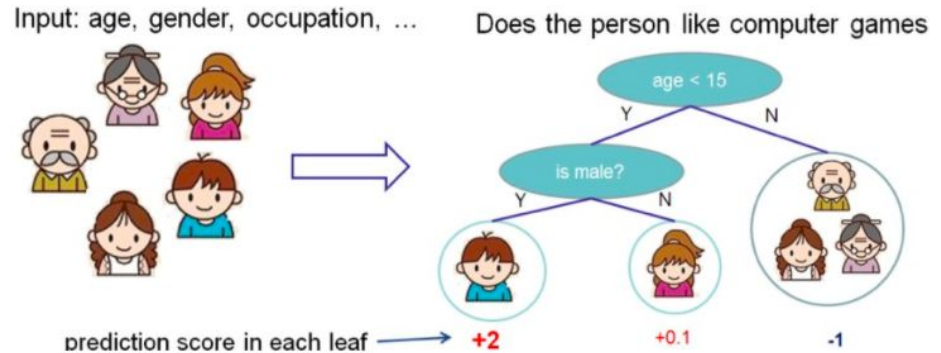 Input: age, gender, occupation, ...
Does the person like computer games
age < 15
Y
N
is male?
Y
N
prediction score in each leaf
+2
+0.1
-1